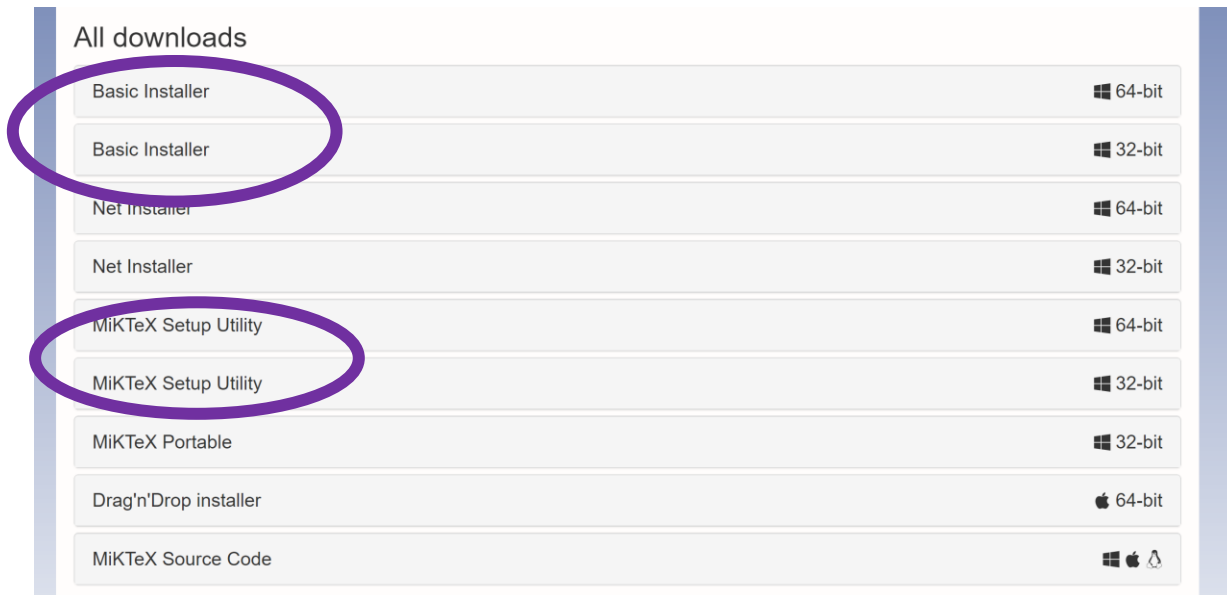 All downloads
Basic Installer 64-bit
Basic Installer 32-bit
Net Installer 64-bit
Net Installer 32-bit
MiKTeX Setup Utility 64-bit
MiKTeX Setup Utility 32-bit
MiKTeX Portable 32-bit
Drag'n'Drop installer 64-bit
MiKTeX Source Code